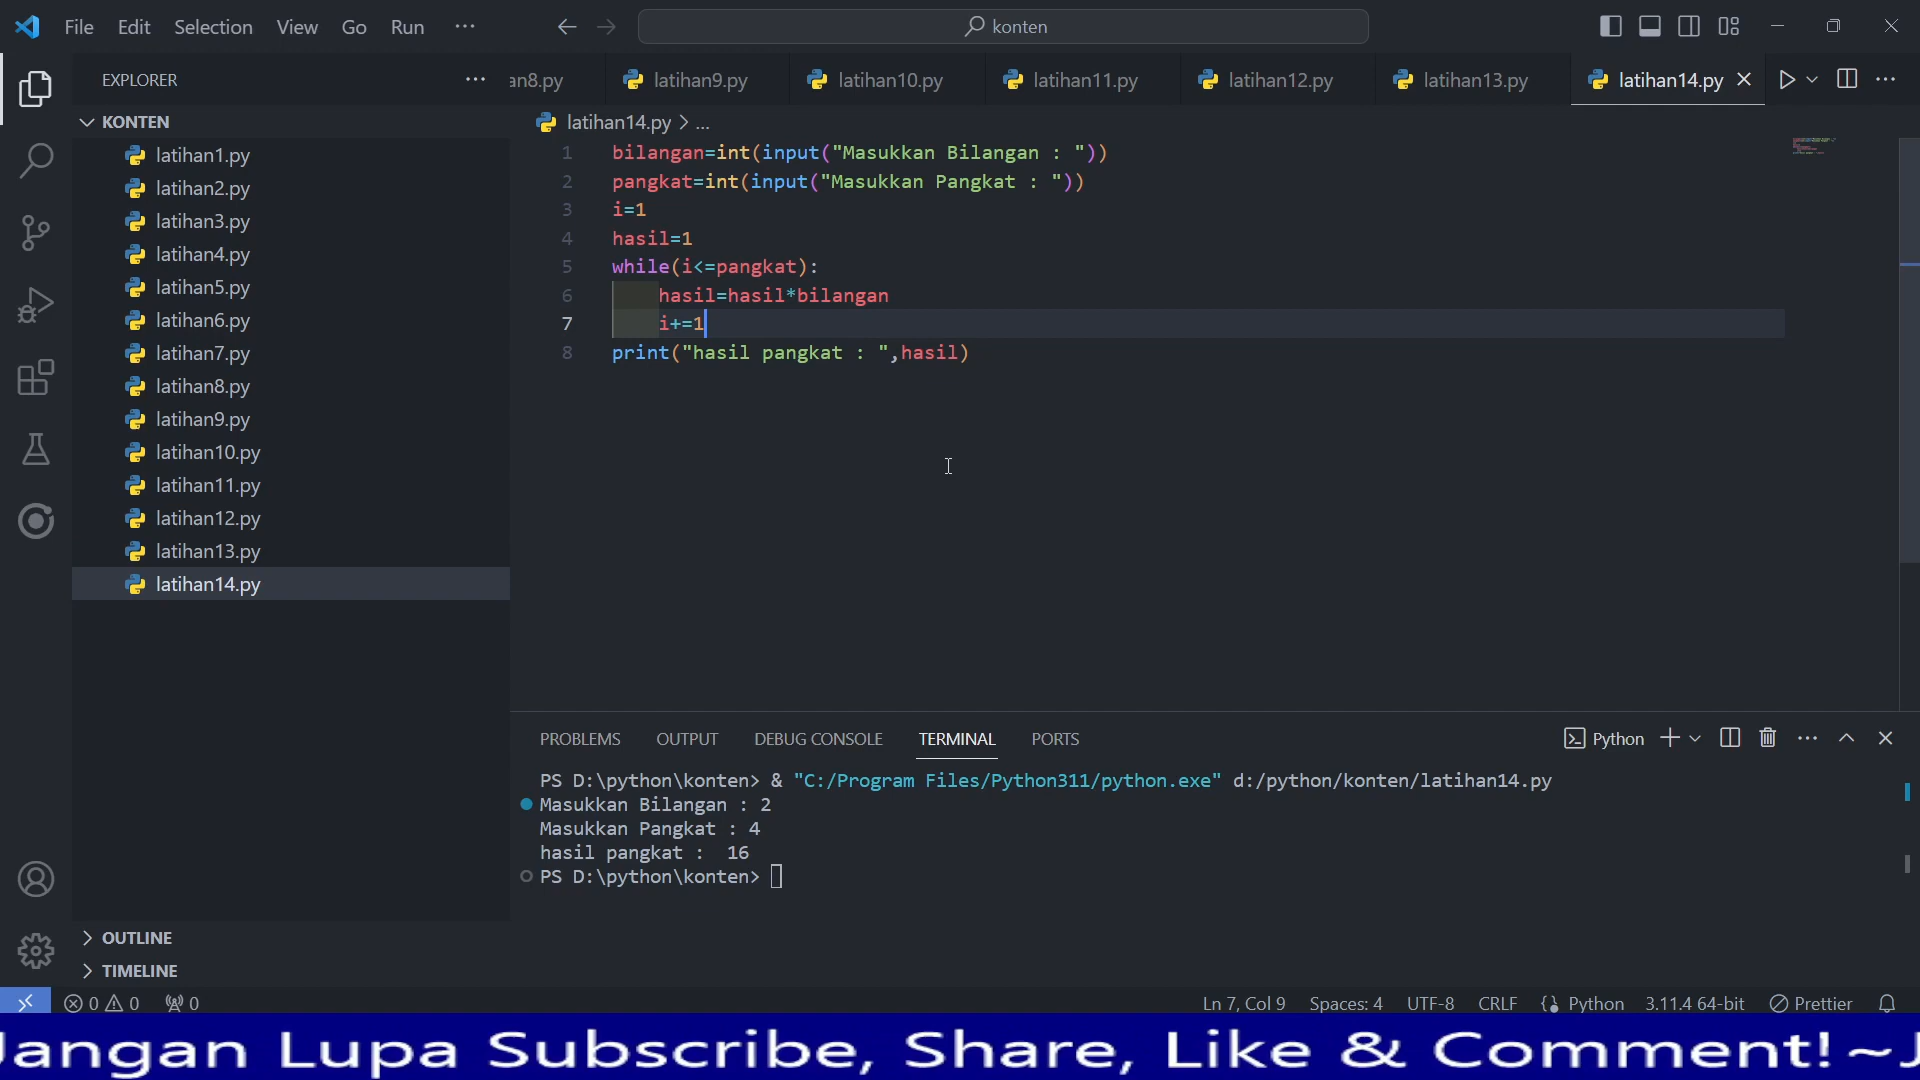 File Edit Selection View Go Run ··· konten
EXPLORER ··· an8.py latihan9.py latihan10.py latihan11.py latihan12.py latihan13.py latihan14.py
KONTEN
latihan1.py
latihan2.py
latihan3.py
latihan4.py
latihan5.py
latihan6.py
latihan7.py
latihan8.py
latihan9.py
latihan10.py
latihan11.py
latihan12.py
latihan13.py
latihan14.py
OUTLINE
TIMELINE
latihan14.py > ...
1 bilangan=int(input("Masukkan Bilangan : "))
2 pangkat=int(input("Masukkan Pangkat : "))
3 i=1
4 hasil=1
5 while(i<=pangkat):
6     hasil=hasil*bilangan
7     i+=1
8 print("hasil pangkat : ",hasil)
PROBLEMS OUTPUT DEBUG CONSOLE TERMINAL PORTS Python
PS D:\python\konten> & "C:/Program Files/Python311/python.exe" d:/python/konten/latihan14.py
Masukkan Bilangan : 2
Masukkan Pangkat : 4
hasil pangkat :  16
PS D:\python\konten>
0 0 0 Ln 7, Col 9 Spaces: 4 UTF-8 CRLF Python 3.11.4 64-bit Prettier
Jangan Lupa Subscribe, Share, Like & Comment! ~J